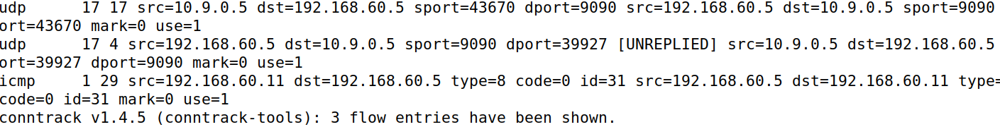 udp      17 17 src=10.9.0.5 dst=192.168.60.5 sport=43670 dport=9090 src=192.168.60.5 dst=10.9.0.5 sport=9090
ort=43670 mark=0 use=1
udp      17 4 src=192.168.60.5 dst=10.9.0.5 sport=9090 dport=39927 [UNREPLIED] src=10.9.0.5 dst=192.168.60.5
ort=39927 dport=9090 mark=0 use=1
icmp     1 29 src=192.168.60.11 dst=192.168.60.5 type=8 code=0 id=31 src=192.168.60.5 dst=192.168.60.11 type=
code=0 id=31 mark=0 use=1
conntrack v1.4.5 (conntrack-tools): 3 flow entries have been shown.